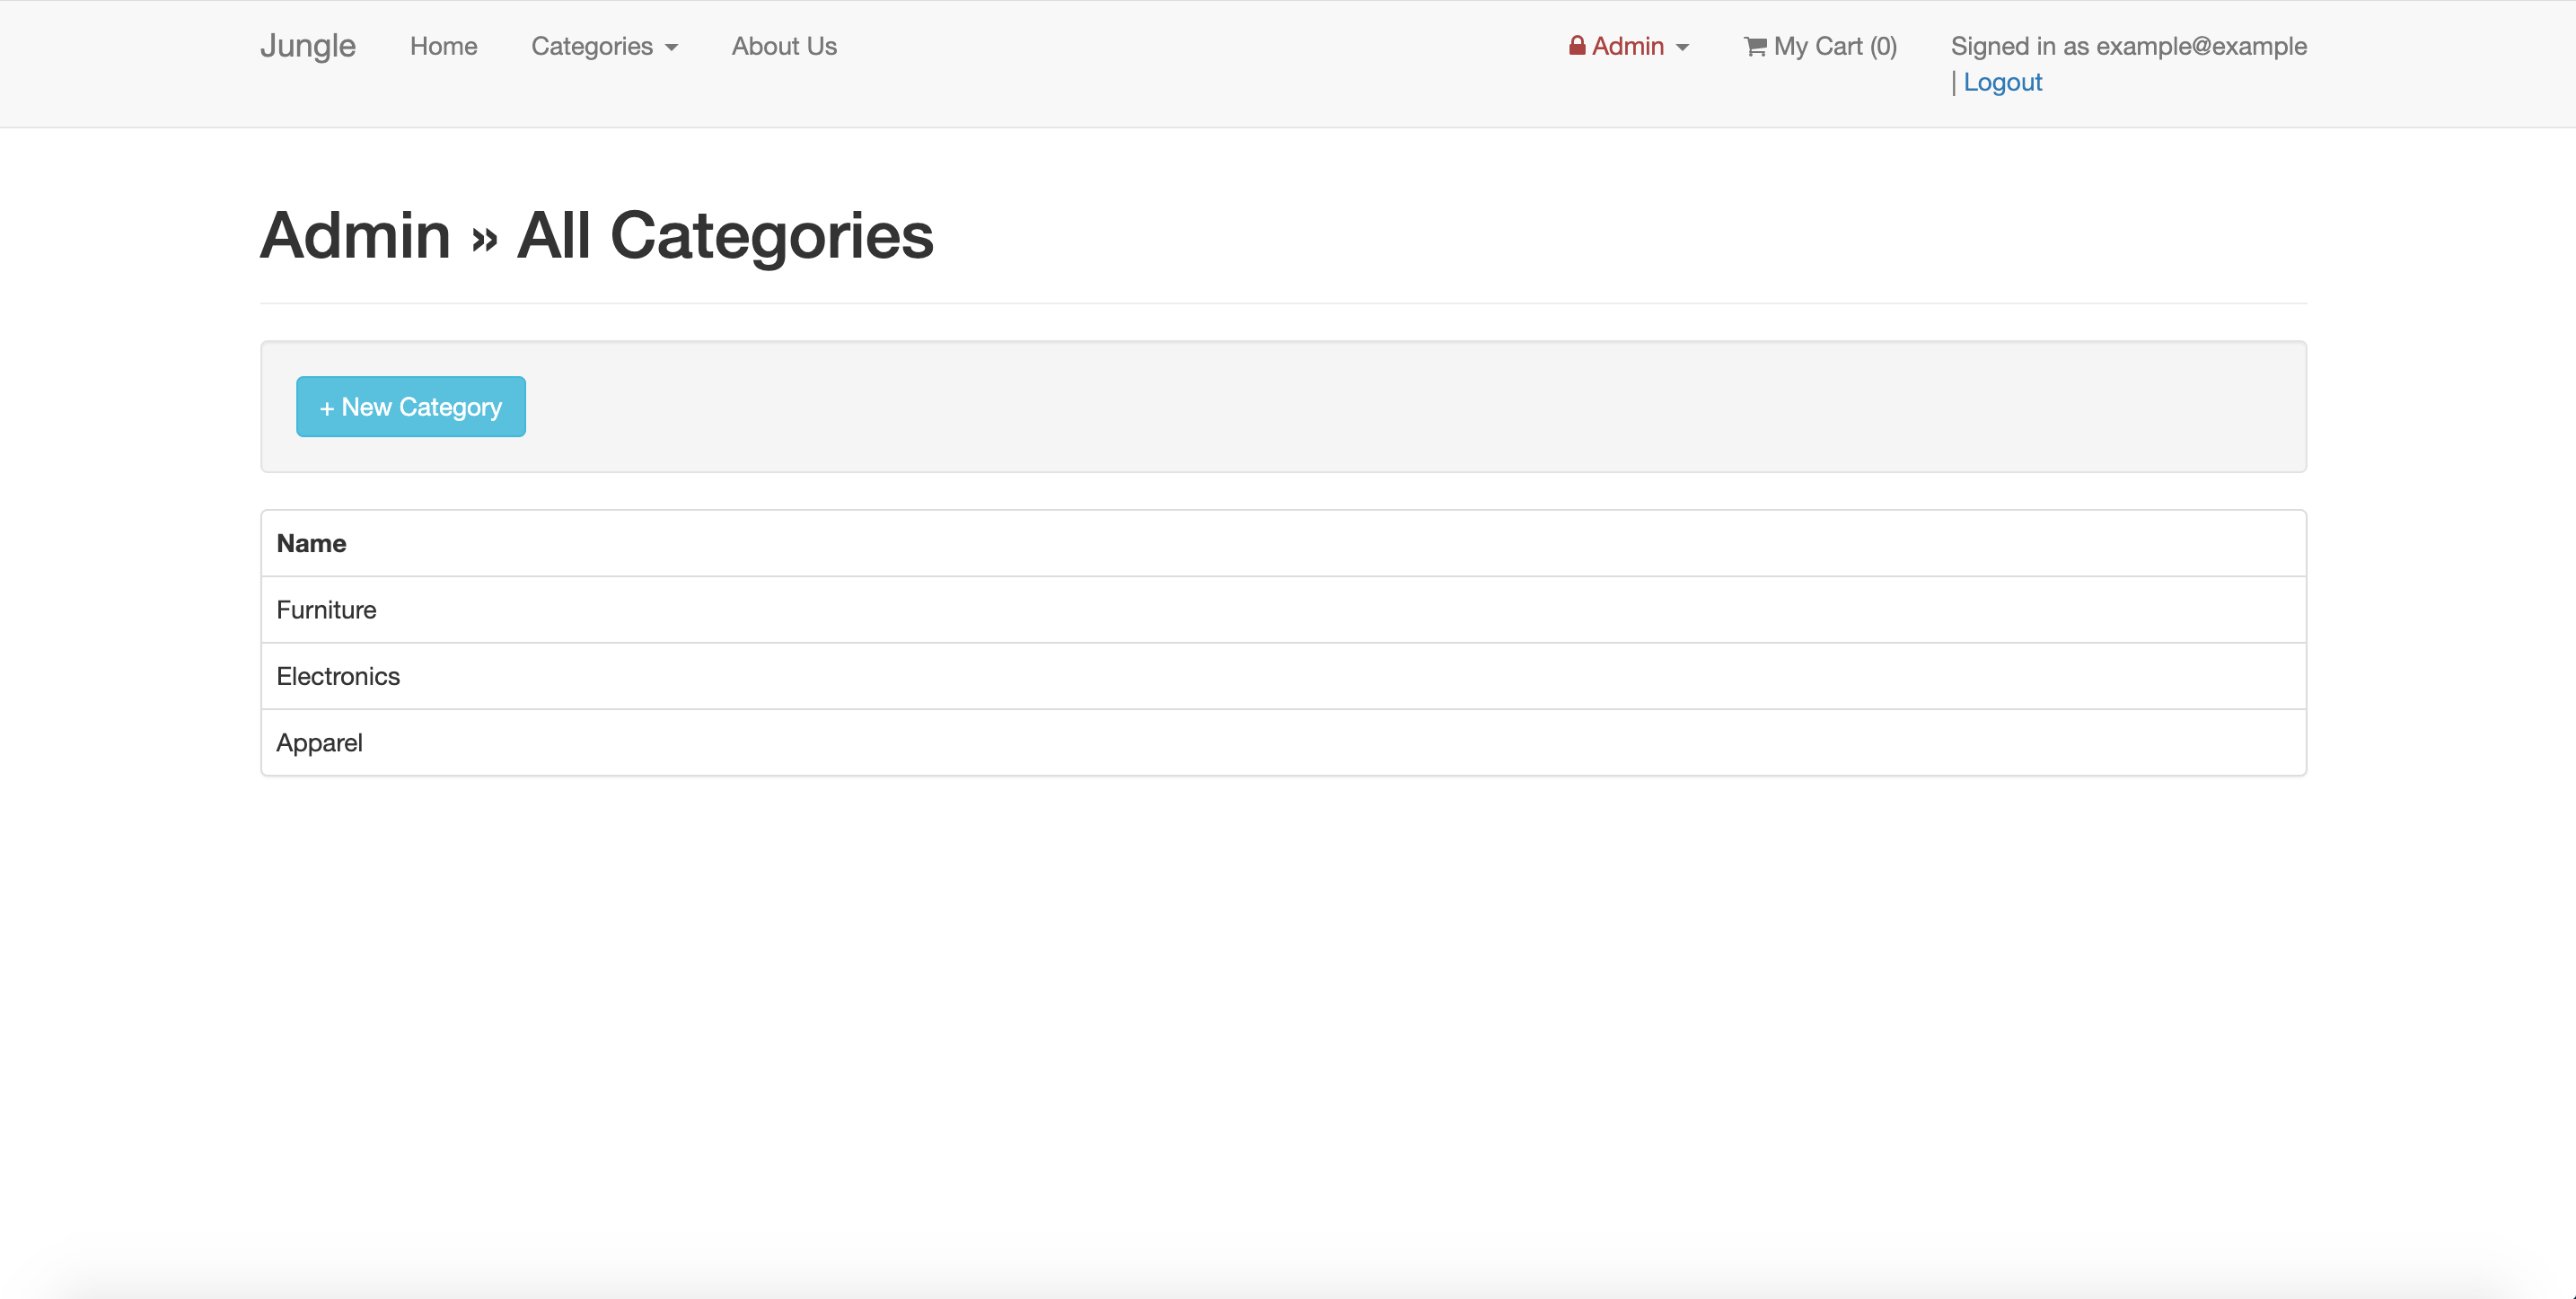 Jungle Home Categories About Us Admin My Cart (0) Signed in as example@example
| Logout
Admin » All Categories
+ New Category
Name
Furniture
Electronics
Apparel